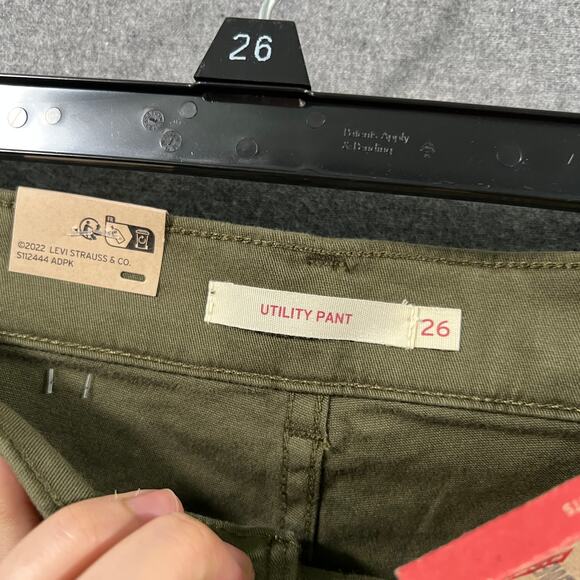 26
Patents Apply
& Pending
©2022 LEVI STRAUSS & CO.
S112444 ADPK
UTILITY PANT
26